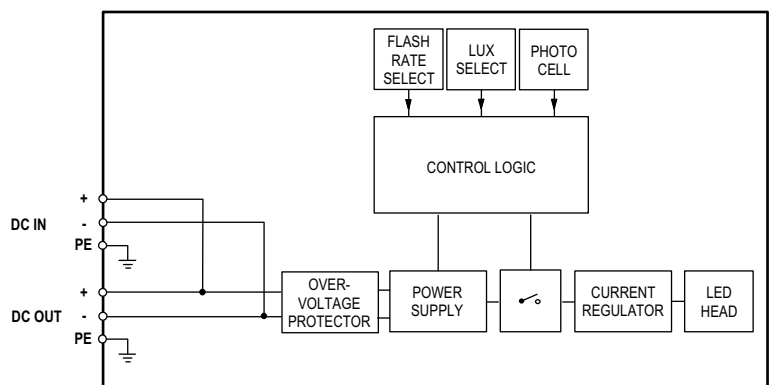 FLASH
RATE
SELECT
LUX
SELECT
PHOTO
CELL
CONTROL LOGIC
+
DC IN -
PE
+
DC OUT -
PE
OVER-
VOLTAGE
PROTECTOR
POWER
SUPPLY
CURRENT
REGULATOR
LED
HEAD